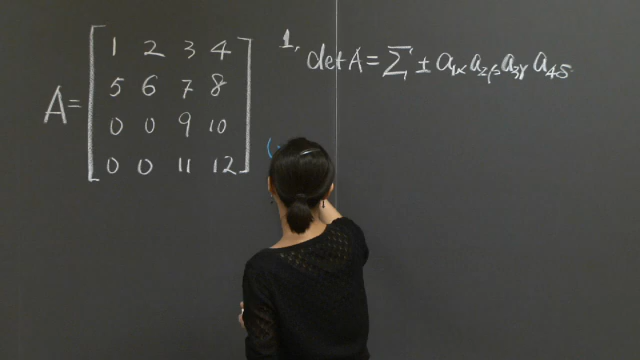 A = [ 1 2 3 4
5 6 7 8
0 0 9 10
0 0 11 12 ]
1, det A = ∑ ± a₁α a₂β a₃γ a₄δ